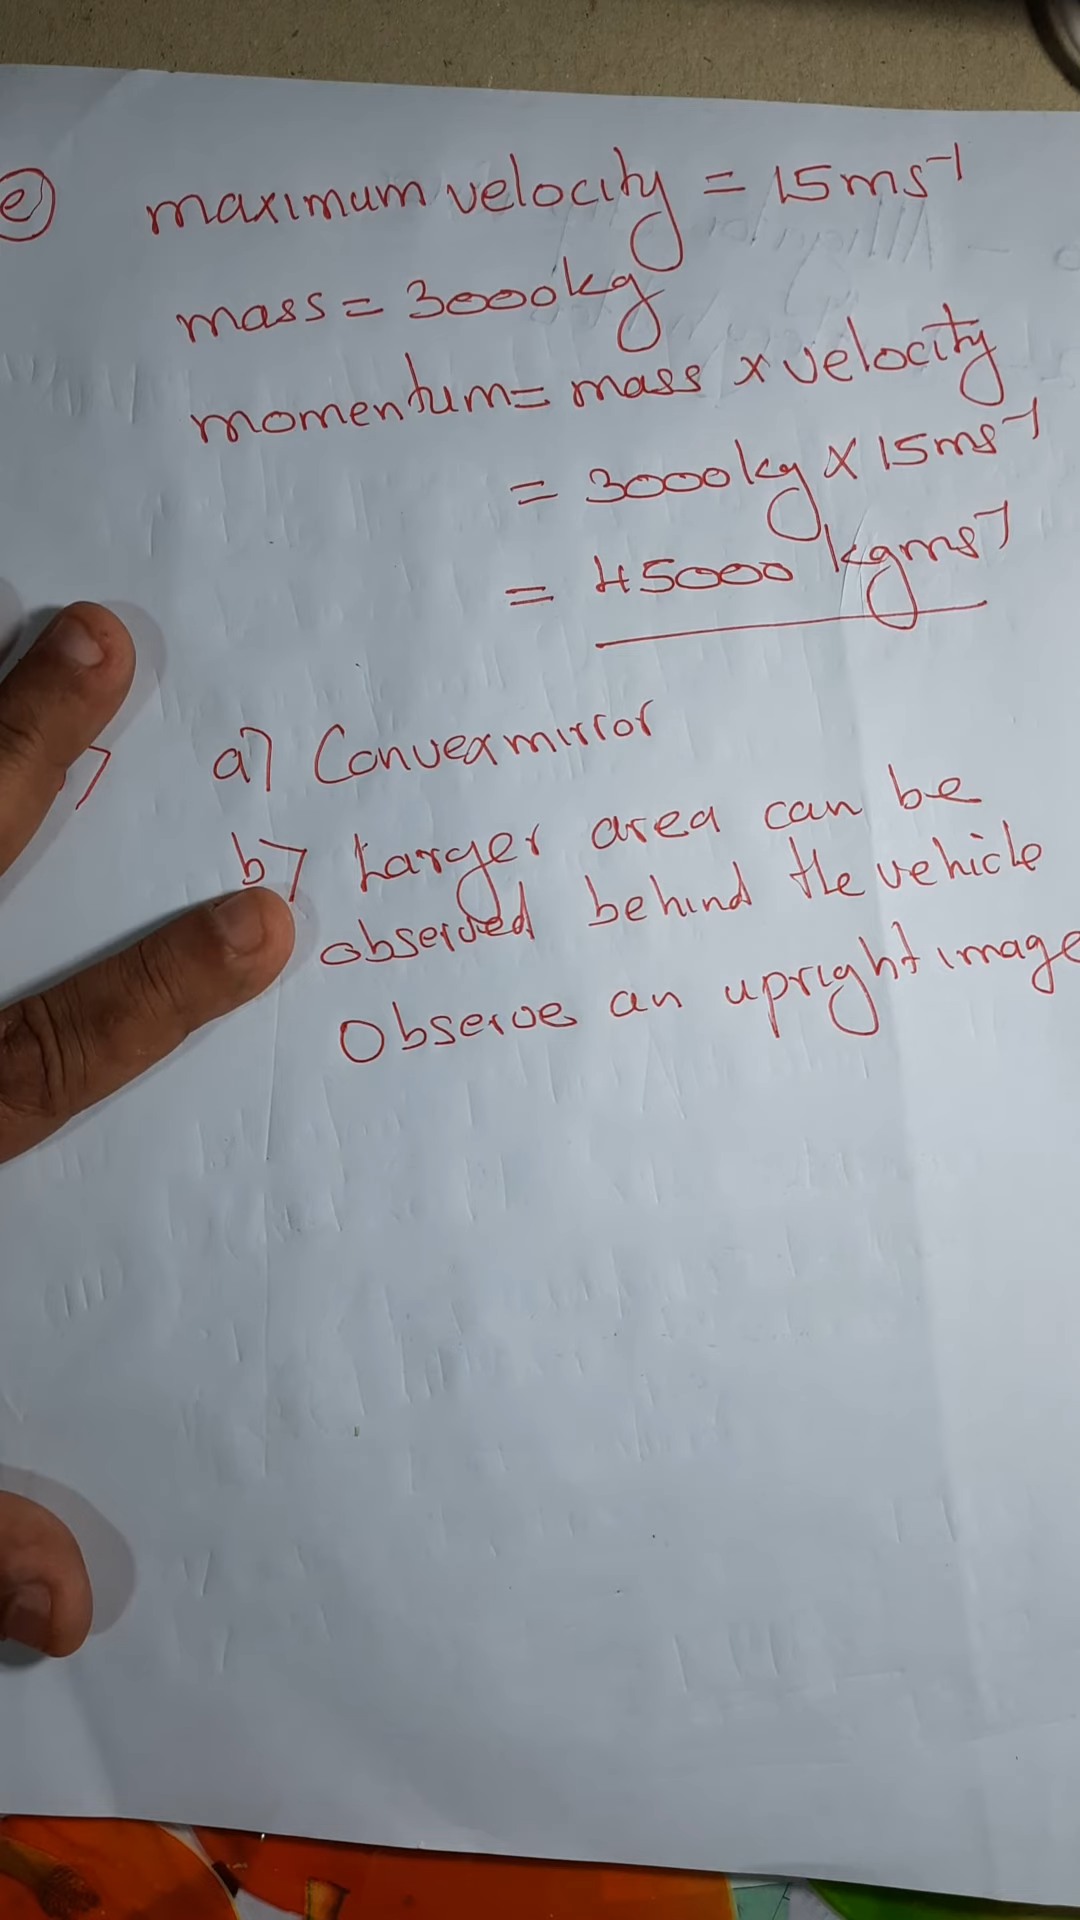 e) maximum velocity = 15ms⁻¹
mass = 3000kg
momentum = mass x velocity
= 3000kg x 15ms⁻¹
= 45000 kgms⁻¹
a) Convex mirror
b) Larger area can be
observed behind the vehicle
Observe an upright image